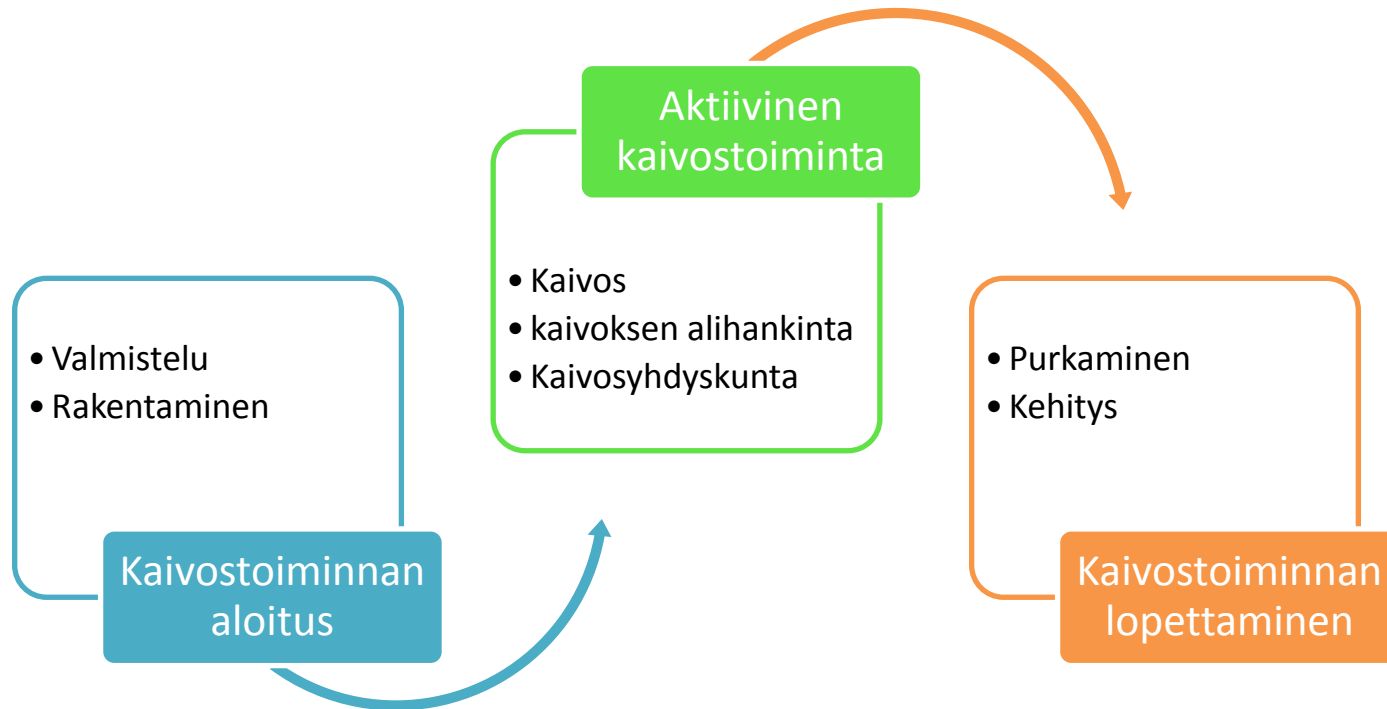 • Valmistelu
• Rakentaminen
Kaivostoiminnan
aloitus
Aktiivinen
kaivostoiminta
• Kaivos
• kaivoksen alihankinta
• Kaivosyhdyskunta
• Purkaminen
• Kehitys
Kaivostoiminnan
lopettaminen